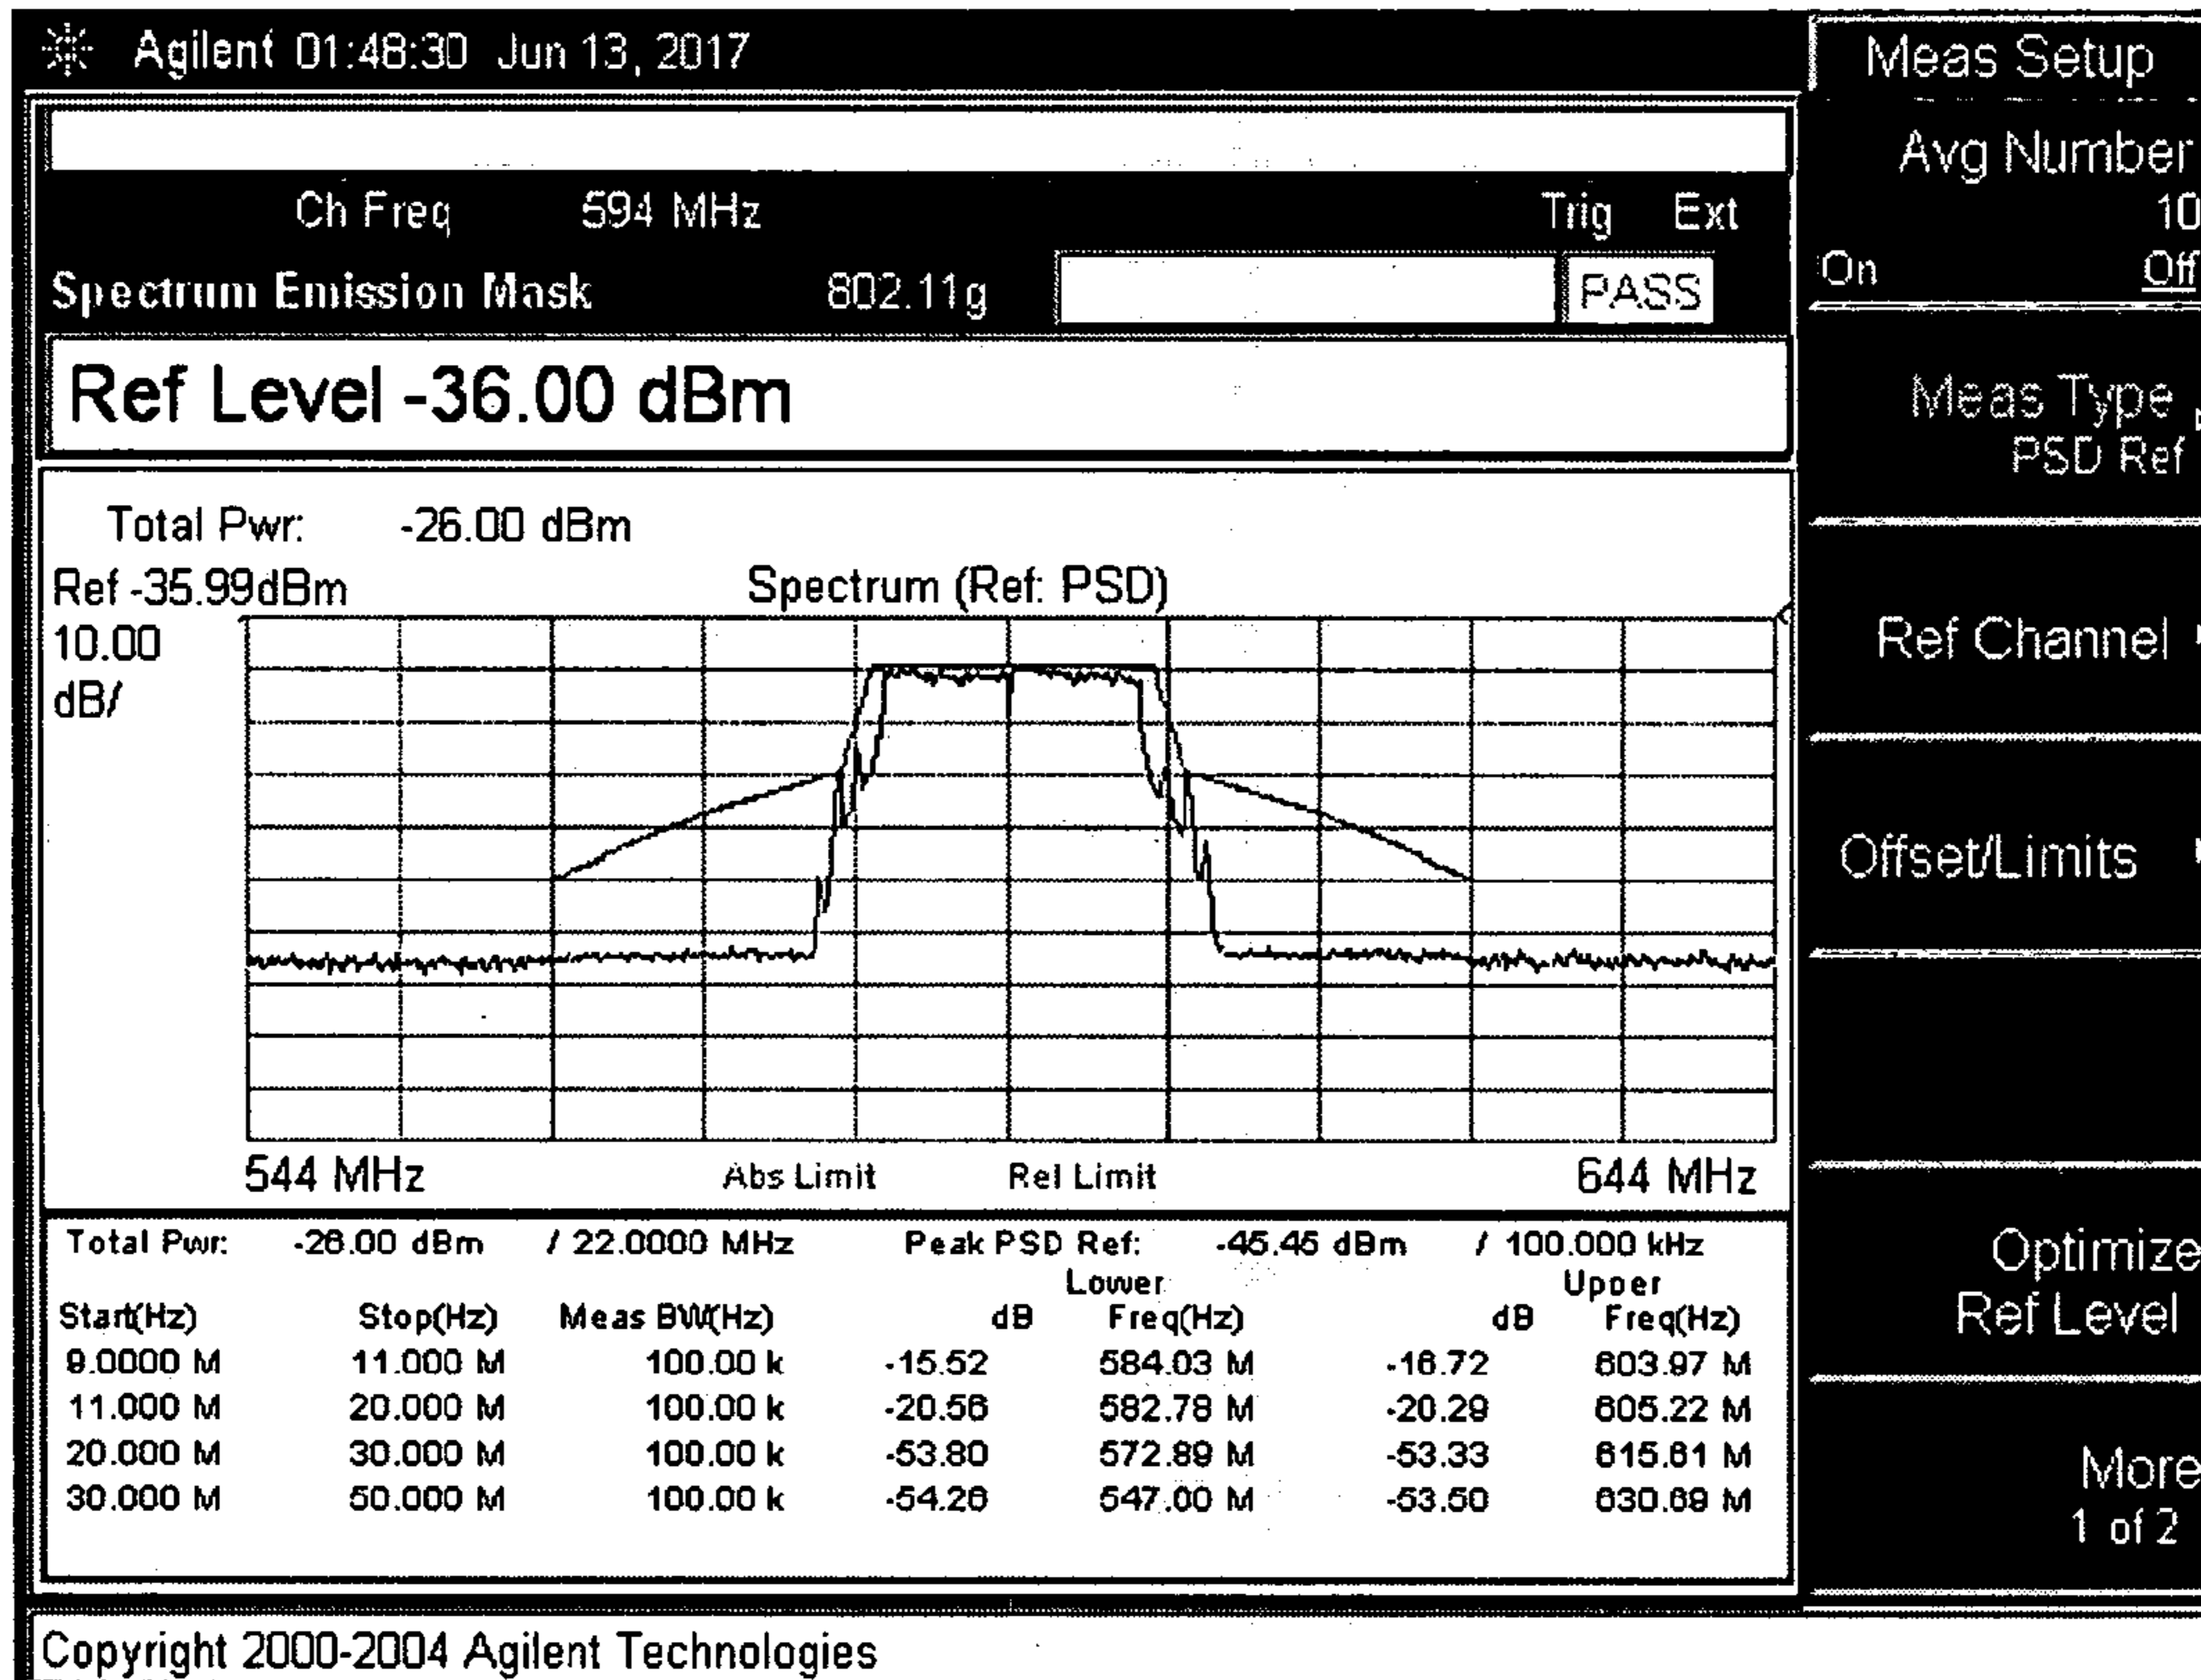 Agilent 01:48:30 Jun 13, 2017
Meas Setup
Ch Freq 594 MHz Trig Ext
Spectrum Emission Mask 802.11g PASS
Ref Level -36.00 dBm
Total Pwr: -26.00 dBm
Ref -35.99dBm Spectrum (Ref: PSD)
10.00
dB/
544 MHz Abs Limit Rel Limit 644 MHz
Total Pwr: -26.00 dBm / 22.0000 MHz Peak PSD Ref: -45.45 dBm / 100.000 kHz
Lower Upper
Start(Hz) Stop(Hz) Meas BW(Hz) dB Freq(Hz) dB Freq(Hz)
9.0000 M 11.000 M 100.00 k -15.52 584.03 M -16.72 603.97 M
11.000 M 20.000 M 100.00 k -20.56 582.78 M -20.29 605.22 M
20.000 M 30.000 M 100.00 k -53.80 572.89 M -53.33 615.61 M
30.000 M 50.000 M 100.00 k -54.26 547.00 M -53.50 630.69 M
Avg Number
10
On Off
Meas Type
PSD Ref
Ref Channel
Offset/Limits
Optimize
Ref Level
More
1 of 2
Copyright 2000-2004 Agilent Technologies